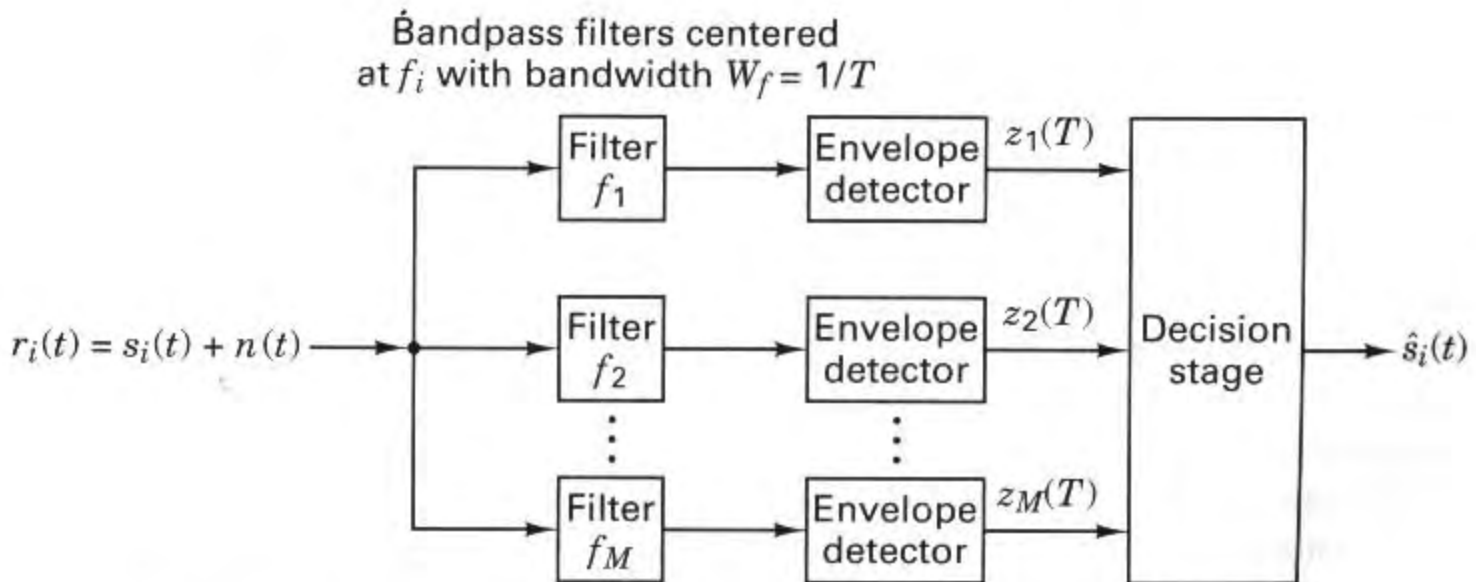 Bandpass filters centered
at f_i with bandwidth W_f = 1/T
Filter
f_1
Envelope
detector
z_1(T)
r_i(t) = s_i(t) + n(t)
Filter
f_2
Envelope
detector
z_2(T)
Decision
stage
ŝ_i(t)
Filter
f_M
Envelope
detector
z_M(T)